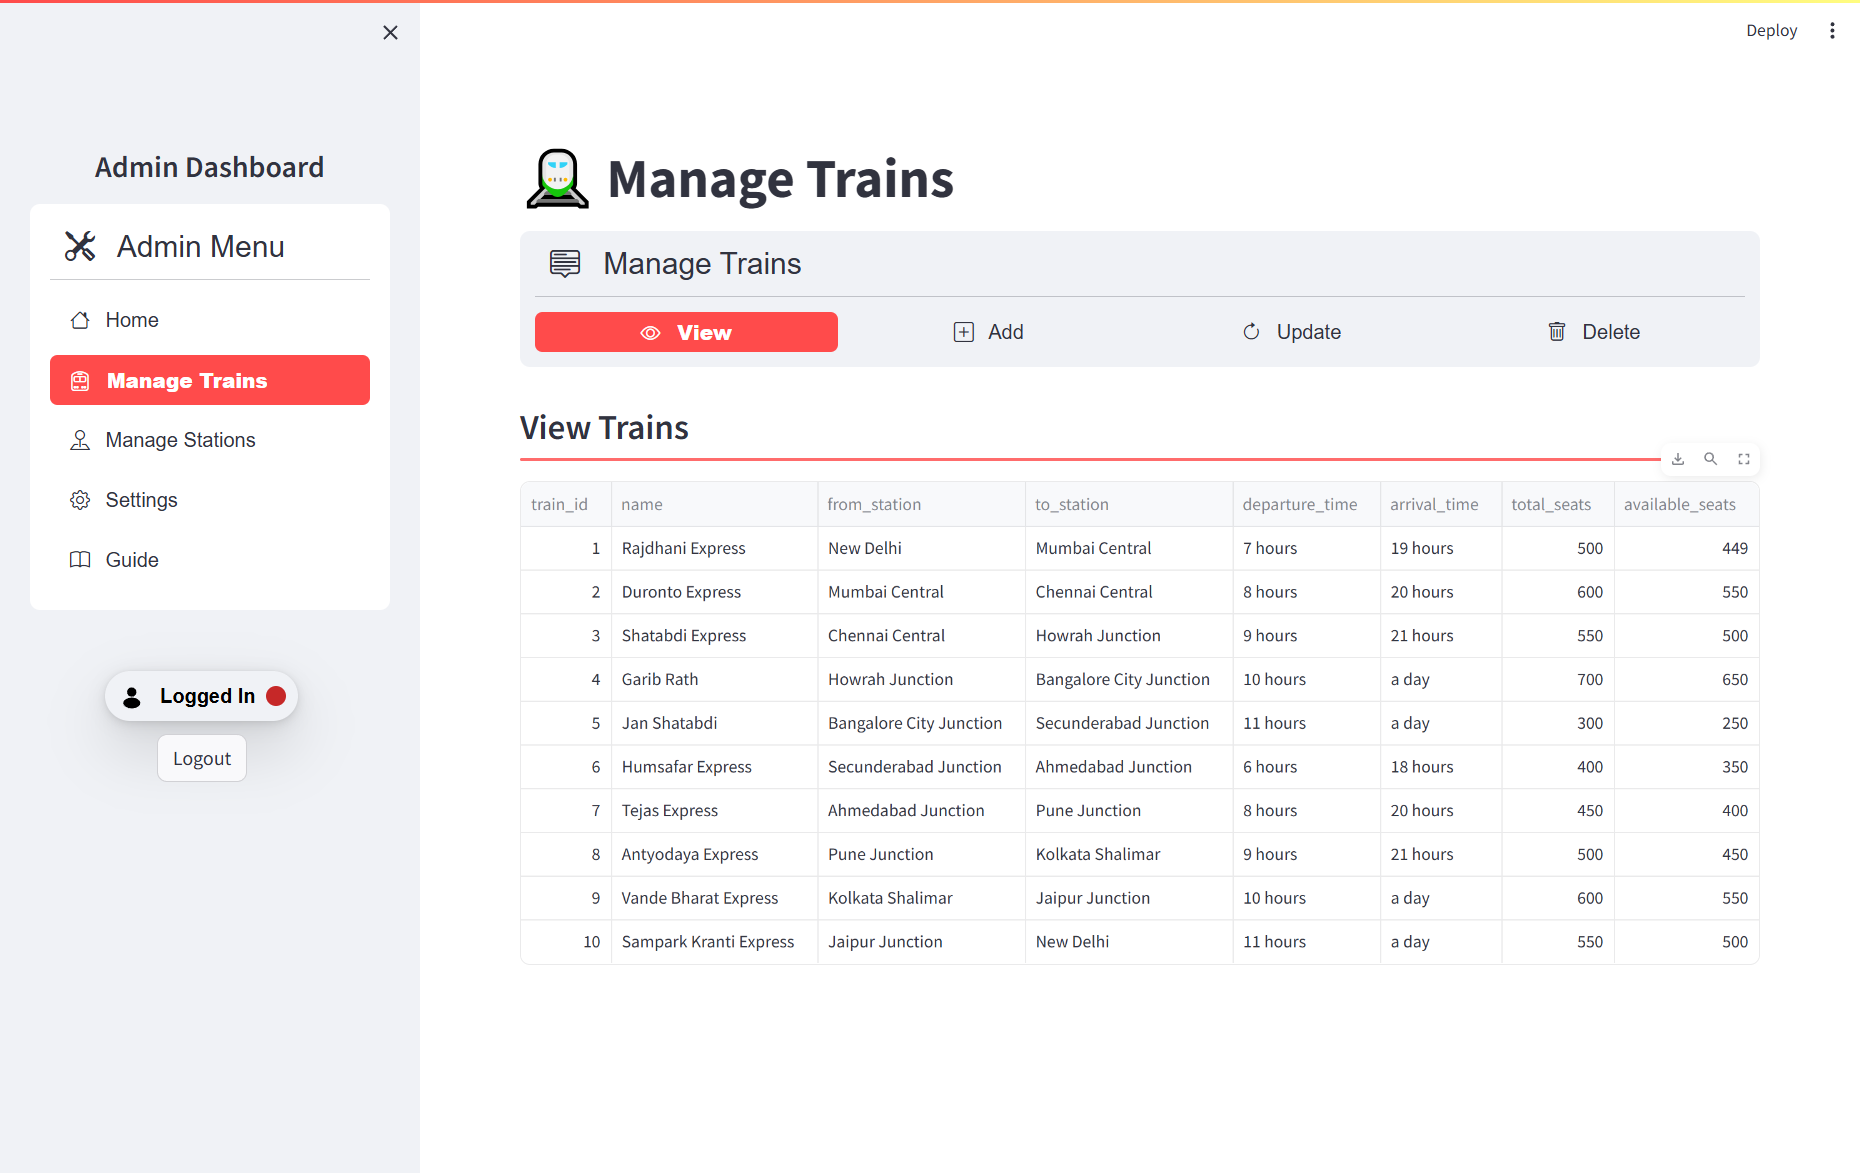 Deploy
Admin Dashboard
Admin Menu
Home
Manage Trains
Manage Stations
Settings
Guide
Logged In
Logout
Manage Trains
Manage Trains
View Add Update Delete
View Trains
train_id name from_station to_station departure_time arrival_time total_seats available_seats
1 Rajdhani Express New Delhi Mumbai Central 7 hours 19 hours 500 449
2 Duronto Express Mumbai Central Chennai Central 8 hours 20 hours 600 550
3 Shatabdi Express Chennai Central Howrah Junction 9 hours 21 hours 550 500
4 Garib Rath Howrah Junction Bangalore City Junction 10 hours a day 700 650
5 Jan Shatabdi Bangalore City Junction Secunderabad Junction 11 hours a day 300 250
6 Humsafar Express Secunderabad Junction Ahmedabad Junction 6 hours 18 hours 400 350
7 Tejas Express Ahmedabad Junction Pune Junction 8 hours 20 hours 450 400
8 Antyodaya Express Pune Junction Kolkata Shalimar 9 hours 21 hours 500 450
9 Vande Bharat Express Kolkata Shalimar Jaipur Junction 10 hours a day 600 550
10 Sampark Kranti Express Jaipur Junction New Delhi 11 hours a day 550 500